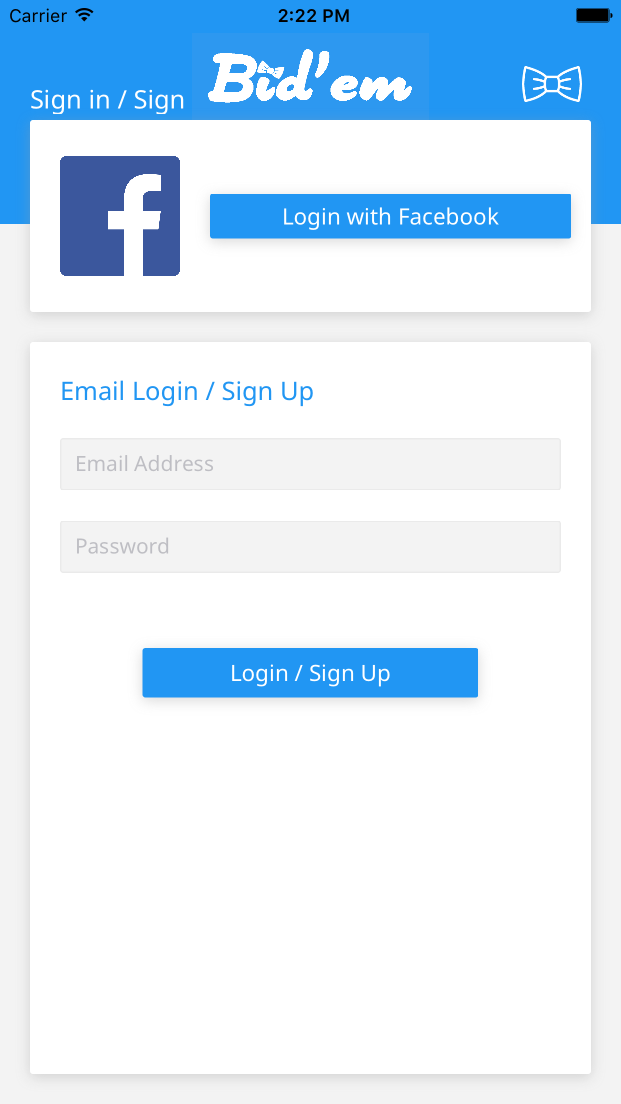 Carrier 2:22 PM
Bid'em
Sign in / Sign
Login with Facebook
Email Login / Sign Up
Email Address
Password
Login / Sign Up